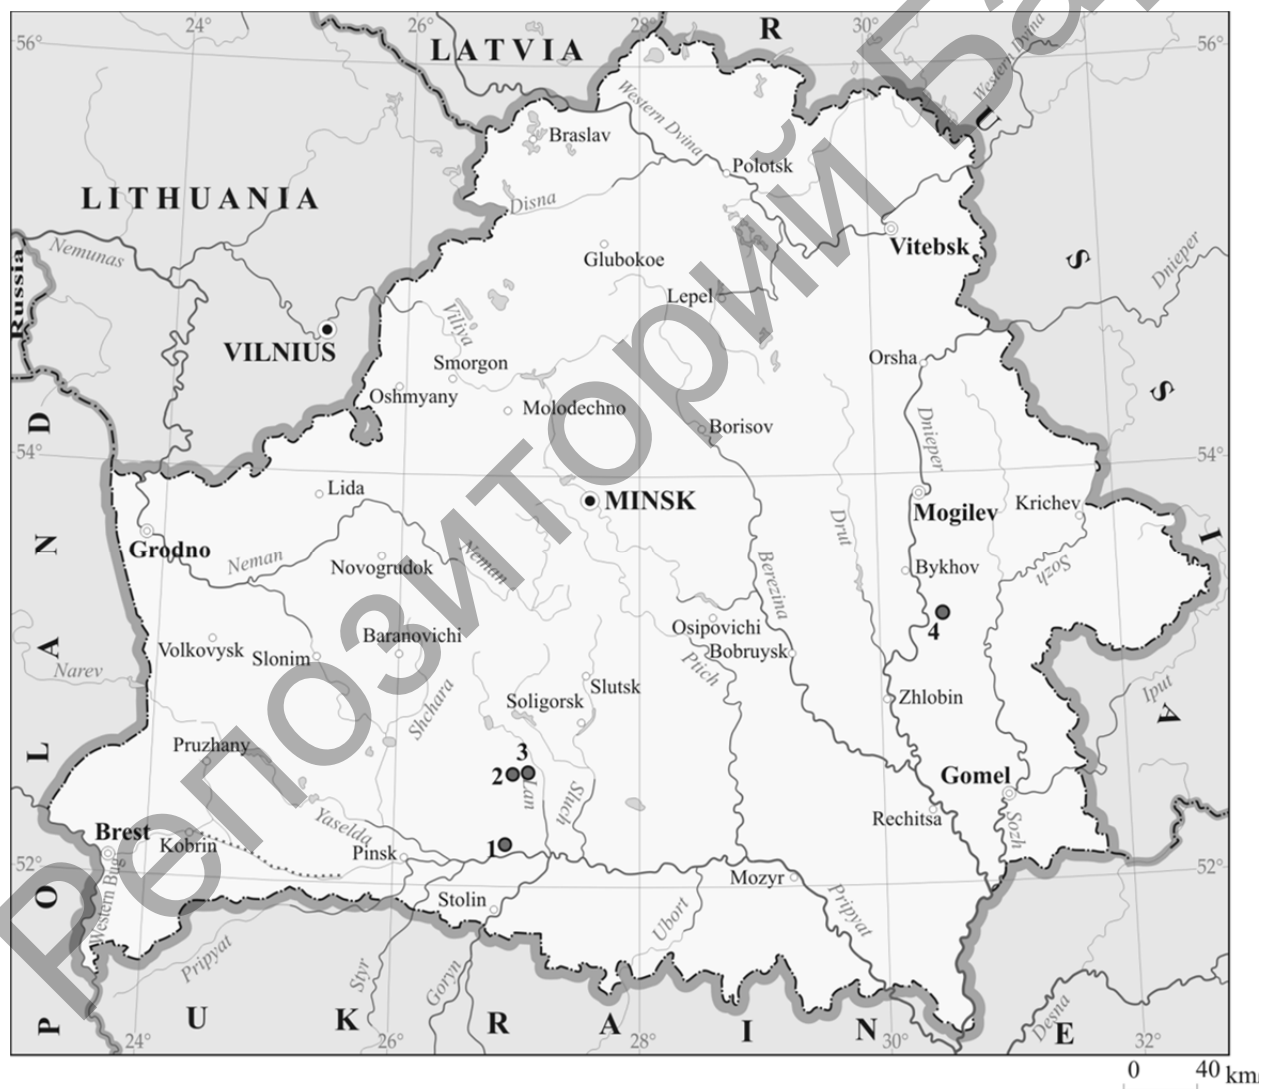 24°
26°
28°
30°
56°
56°
LATVIA
R U S S I A
Western Dvina
Western Dvina
Braslav
Polotsk
LITHUANIA
Disna
Nemunas
Vitebsk
Glubokoe
Dnieper
Russia
Lepel
Viliya
VILNIUS
Smorgon
Orsha
Oshmyany
Molodechno
Borisov
Dnieper
54°
54°
Lida
MINSK
Mogilev
Krichev
Drut
Grodno
Neman
Neman
Novogrudok
Berezina
Bykhov
Sozh
4
Osipovichi
Baranovichi
Volkovysk
Slonim
Bobruysk
Ptich
Narev
Slutsk
Iput
Shchara
Soligorsk
Zhlobin
Pruzhany
3
2
Lan
Sluch
Gomel
Yaselda
Rechitsa
Sozh
Brest
Kobrin
1
Pinsk
52°
52°
Mozyr
Stolin
Western Bug
Ubort
Pripyat
Pripyat
Styr
Goryn
Desna
POLAND
UKRAINE
24°
26°
28°
30°
32°
0 40 km
Репозиторий